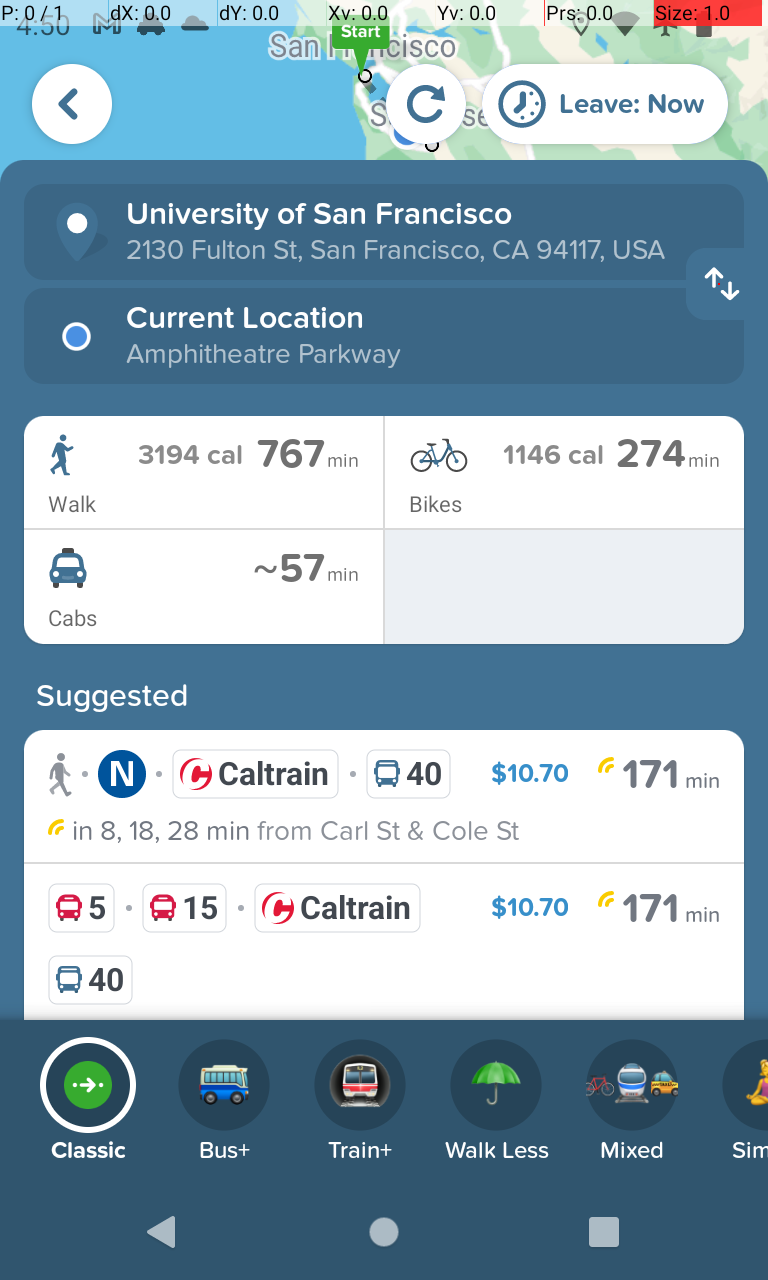 P: 0 / 1 dX: 0.0 dY: 0.0 Xv: 0.0 Yv: 0.0 Prs: 0.0 Size: 1.0
4:50
Start
San Francisco
Leave: Now
University of San Francisco
2130 Fulton St, San Francisco, CA 94117, USA
Current Location
Amphitheatre Parkway
3194 cal 767 min
Walk
1146 cal 274 min
Bikes
~57 min
Cabs
Suggested
N Caltrain 40 $10.70 171 min
in 8, 18, 28 min from Carl St & Cole St
5 15 Caltrain $10.70 171 min
40
Classic Bus+ Train+ Walk Less Mixed Sim